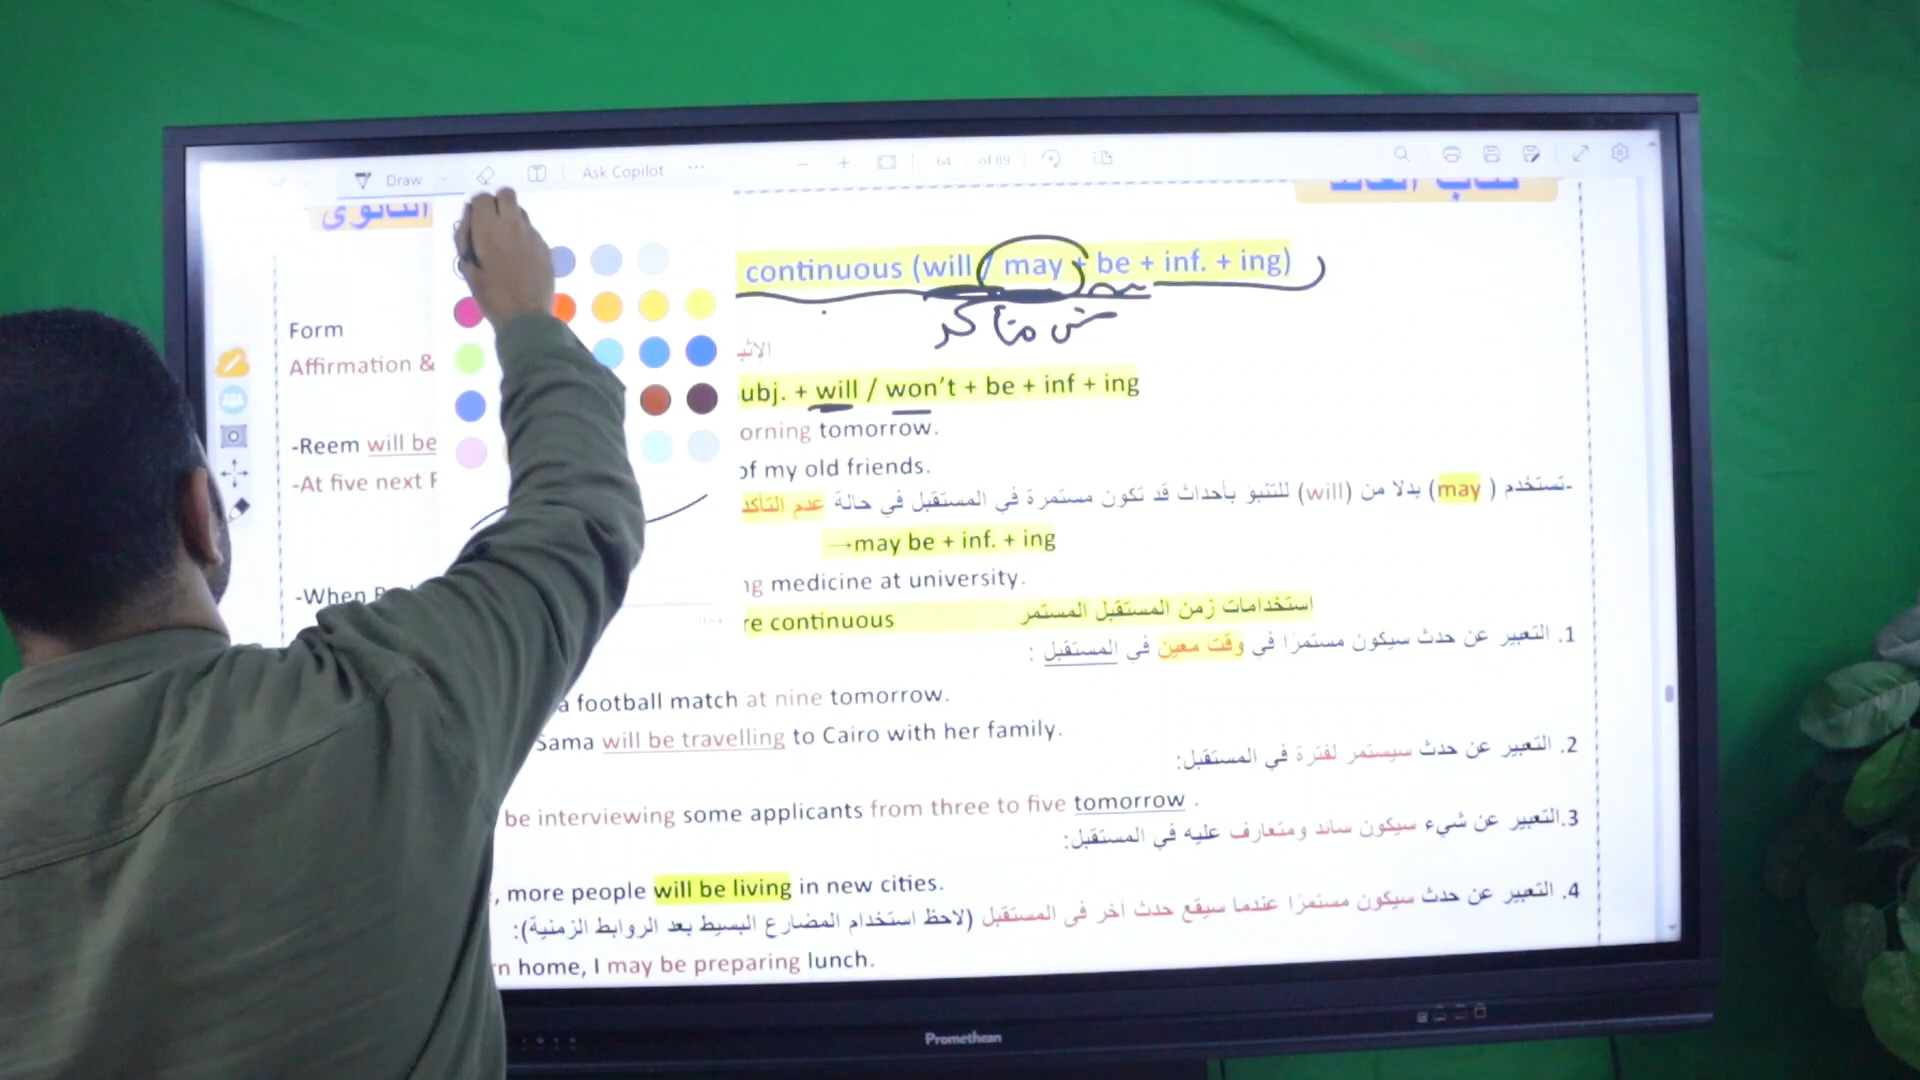 Draw Ask Copilot ... 64 of 89
الثانوى
continuous (will / may + be + inf. + ing)
مش متأكد
Form
Affirmation &
ubj. + will / won't + be + inf + ing
-Reem will be orning tomorrow.
-At five next of my old friends.
-تستخدم ( may) بدلا من (will) للتنبؤ بأحداث قد تكون مستمرة في المستقبل في حالة عدم التأكد
→may be + inf. + ing
-When ng medicine at university.
re continuous استخدامات زمن المستقبل المستمر
1. التعبير عن حدث سيكون مستمرًا في وقت معين في المستقبل :
a football match at nine tomorrow.
Sama will be travelling to Cairo with her family.
2. التعبير عن حدث سيستمر لفترة في المستقبل:
be interviewing some applicants from three to five tomorrow .
3.التعبير عن شيء سيكون سائد ومتعارف عليه في المستقبل:
, more people will be living in new cities.
4. التعبير عن حدث سيكون مستمرًا عندما سيقع حدث آخر فى المستقبل (لاحظ استخدام المضارع البسيط بعد الروابط الزمنية):
n home, I may be preparing lunch.
Promethean